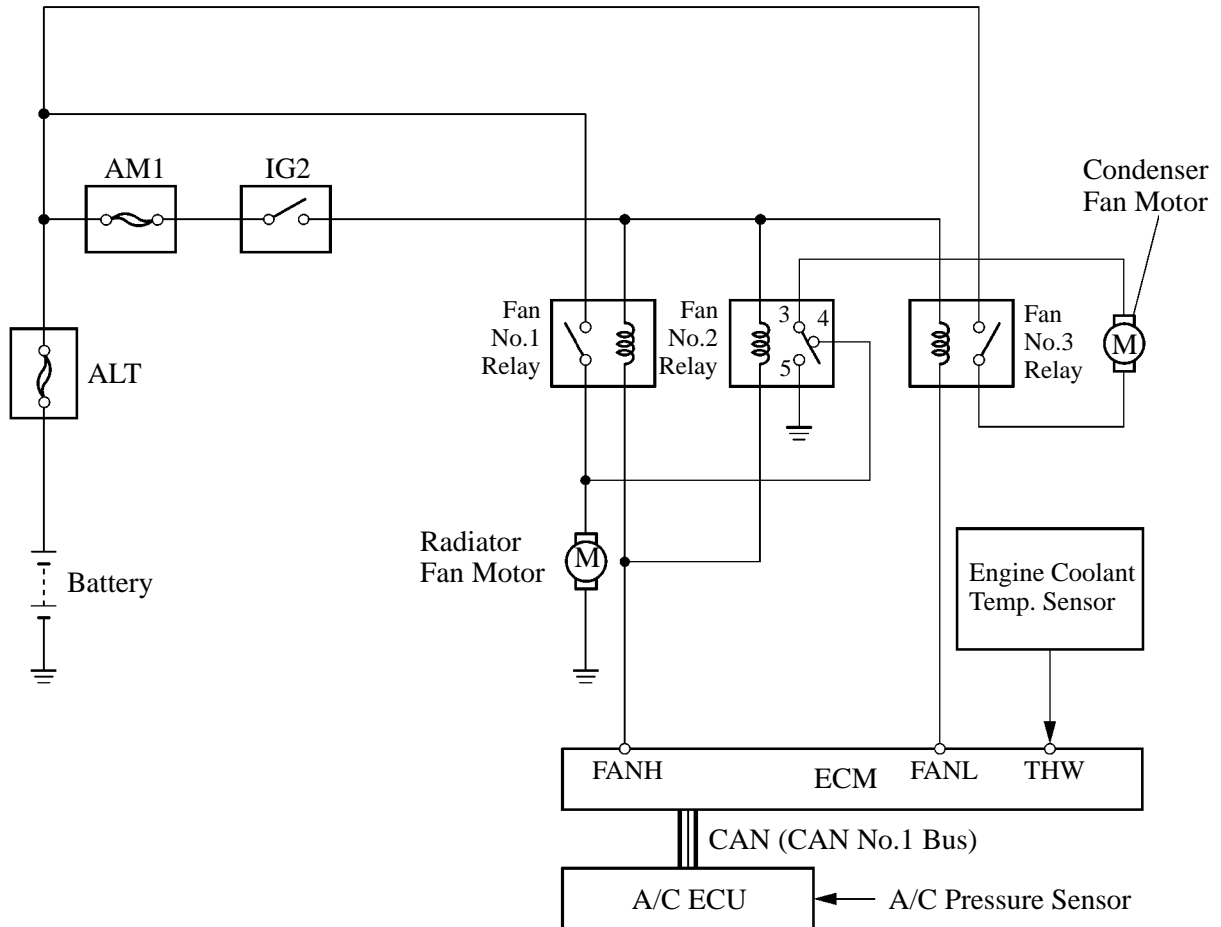 AM1
IG2
Condenser
Fan Motor
Fan
No.1
Relay
Fan
No.2
Relay
3
4
5
Fan
No.3
Relay
M
ALT
Radiator
Fan Motor
M
Battery
Engine Coolant
Temp. Sensor
FANH
ECM
FANL
THW
CAN (CAN No.1 Bus)
A/C ECU
A/C Pressure Sensor